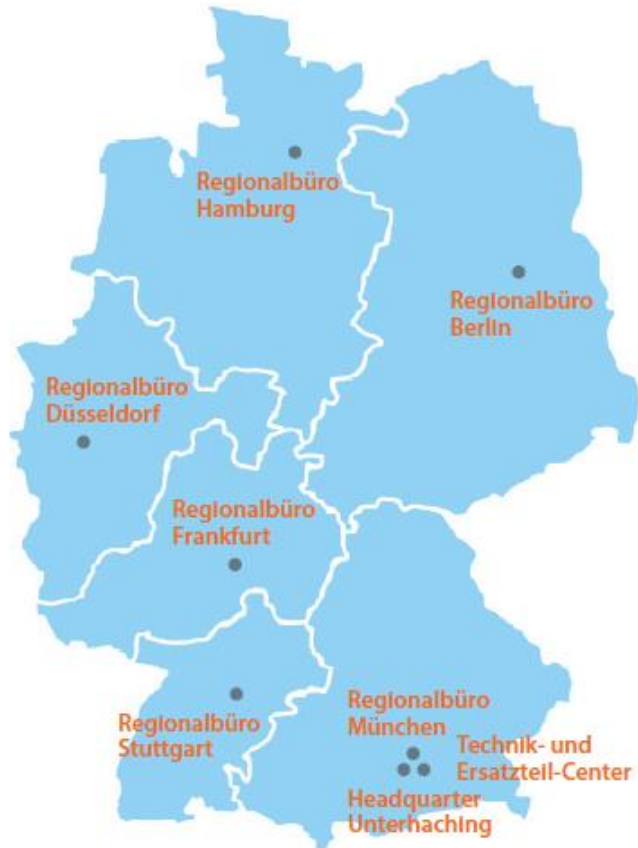 Regionalbüro
Hamburg
Regionalbüro
Berlin
Regionalbüro
Düsseldorf
Regionalbüro
Frankfurt
Regionalbüro
Stuttgart
Regionalbüro
München
Technik- und
Ersatzteil-Center
Headquarter
Unterhaching